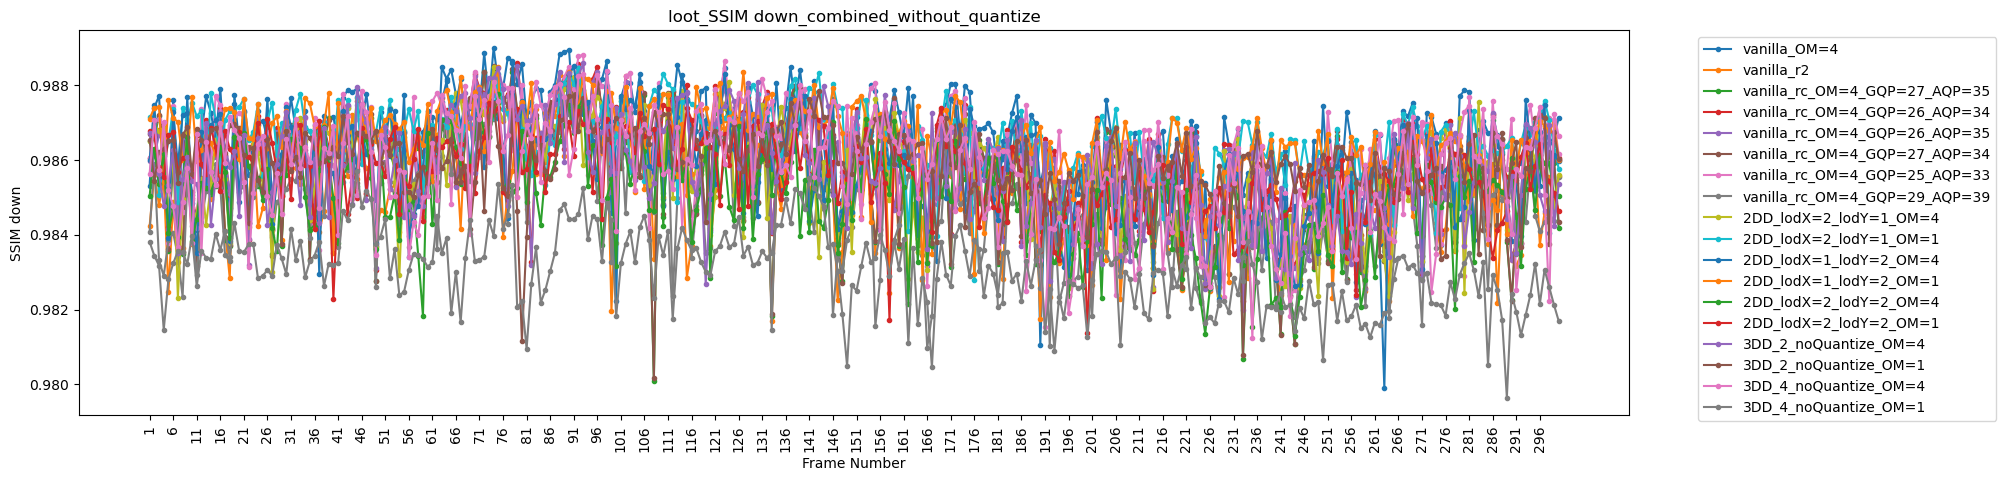 loot_SSIM down_combined_without_quantize
SSIM down
0.988
0.986
0.984
0.982
0.980
1 6 11 16 21 26 31 36 41 46 51 56 61 66 71 76 81 86 91 96 101 106 111 116 121 126 131 136 141 146 151 156 161 166 171 176 181 186 191 196 201 206 211 216 221 226 231 236 241 246 251 256 261 266 271 276 281 286 291 296
Frame Number
vanilla_OM=4
vanilla_r2
vanilla_rc_OM=4_GQP=27_AQP=35
vanilla_rc_OM=4_GQP=26_AQP=34
vanilla_rc_OM=4_GQP=26_AQP=35
vanilla_rc_OM=4_GQP=27_AQP=34
vanilla_rc_OM=4_GQP=25_AQP=33
vanilla_rc_OM=4_GQP=29_AQP=39
2DD_lodX=2_lodY=1_OM=4
2DD_lodX=2_lodY=1_OM=1
2DD_lodX=1_lodY=2_OM=4
2DD_lodX=1_lodY=2_OM=1
2DD_lodX=2_lodY=2_OM=4
2DD_lodX=2_lodY=2_OM=1
3DD_2_noQuantize_OM=4
3DD_2_noQuantize_OM=1
3DD_4_noQuantize_OM=4
3DD_4_noQuantize_OM=1